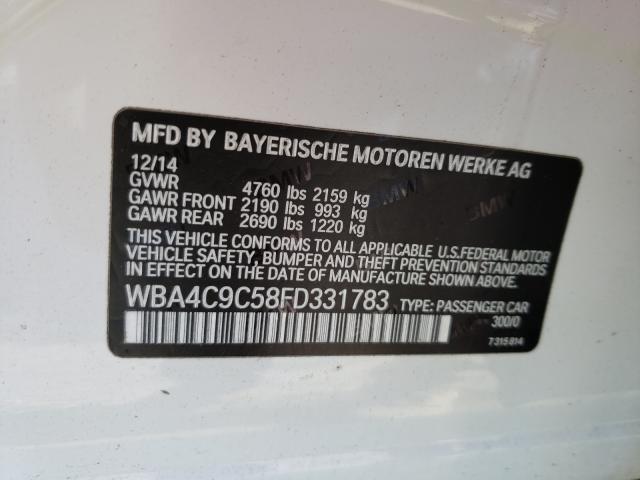 MFD BY BAYERISCHE MOTOREN WERKE AG
12/14
GVWR 4760 lbs 2159 kg
GAWR FRONT 2190 lbs 993 kg
GAWR REAR 2690 lbs 1220 kg
THIS VEHICLE CONFORMS TO ALL APPLICABLE U.S.FEDERAL MOTOR
VEHICLE SAFETY, BUMPER AND THEFT PREVENTION STANDARDS IN
EFFECT ON THE DATE OF MANUFACTURE SHOWN ABOVE.
WBA4C9C58FD331783 TYPE: PASSENGER CAR
300/0
7315814
BMW
BMW